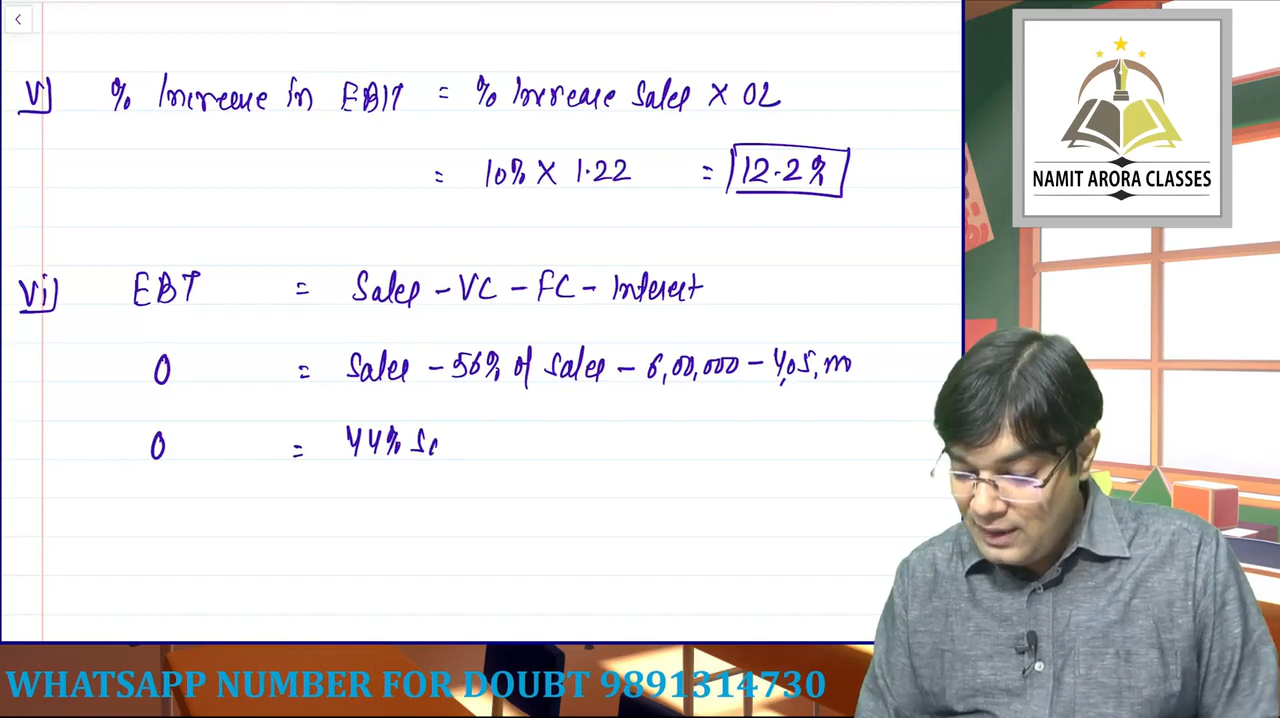 v) % Increase in EBIT = % Increase Sales X OL
= 10% X 1.22 = 12.2%
vi) EBT = Sales - VC - FC - Interest
0 = Sales - 56% of Sales - 6,00,000 - 4,05,000
0 = 44% Sa
NAMIT ARORA CLASSES
WHATSAPP NUMBER FOR DOUBT 9891314730